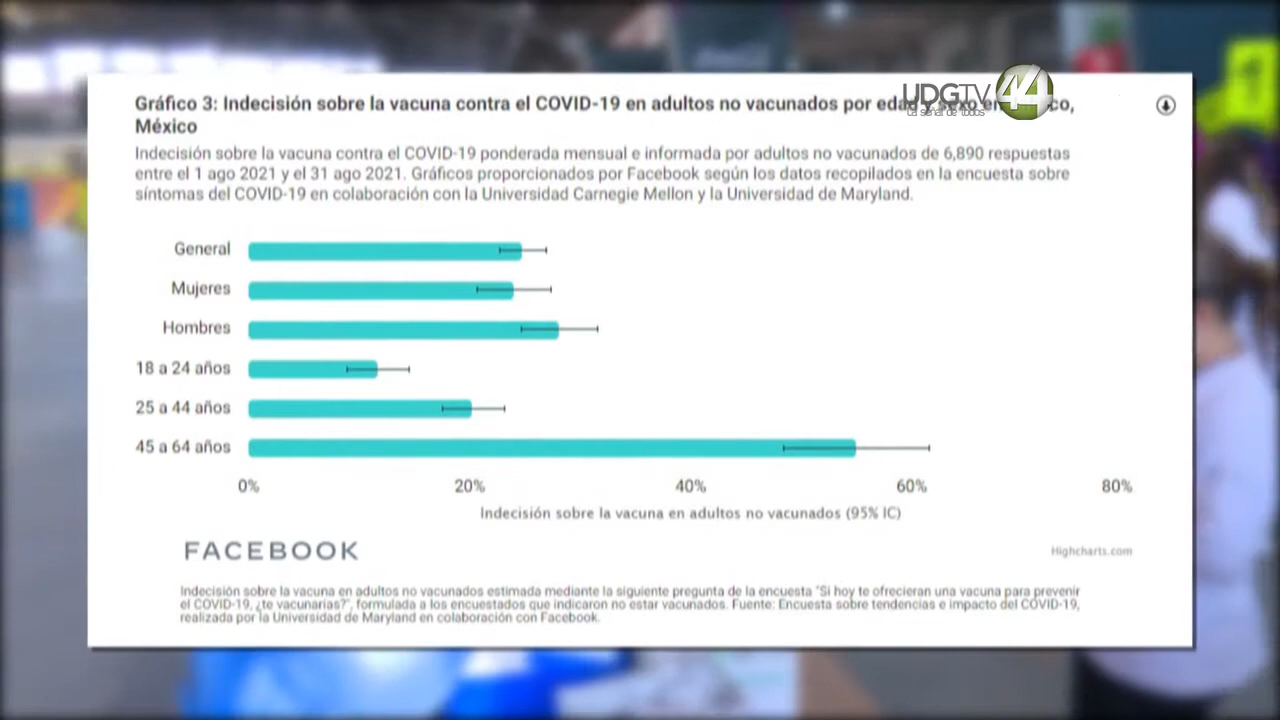 UDGTV 44
La señal de todos
Gráfico 3: Indecisión sobre la vacuna contra el COVID-19 en adultos no vacunados por edad
México
Indecisión sobre la vacuna contra el COVID-19 ponderada mensual e informada por adultos no vacunados de 6,890 respuestas
entre el 1 ago 2021 y el 31 ago 2021. Gráficos proporcionados por Facebook según los datos recopilados en la encuesta sobre
síntomas del COVID-19 en colaboración con la Universidad Carnegie Mellon y la Universidad de Maryland.
General
Mujeres
Hombres
18 a 24 años
25 a 44 años
45 a 64 años
0% 20% 40% 60% 80%
Indecisión sobre la vacuna en adultos no vacunados (95% IC)
FACEBOOK
Highcharts.com
Indecisión sobre la vacuna en adultos no vacunados estimada mediante la siguiente pregunta de la encuesta "Si hoy te ofrecieran una vacuna para prevenir
el COVID-19, ¿te vacunarías?", formulada a los encuestados que indicaron no estar vacunados. Fuente: Encuesta sobre tendencias e impacto del COVID-19,
realizada por la Universidad de Maryland en colaboración con Facebook.